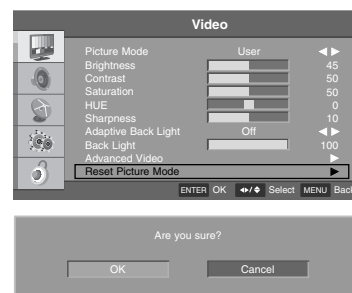 Video
Picture Mode User
Brightness 45
Contrast 50
Saturation 50
HUE 0
Sharpness 10
Adaptive Back Light Off
Back Light 100
Advanced Video
Reset Picture Mode
ENTER OK Select MENU Back
Are you sure?
OK Cancel